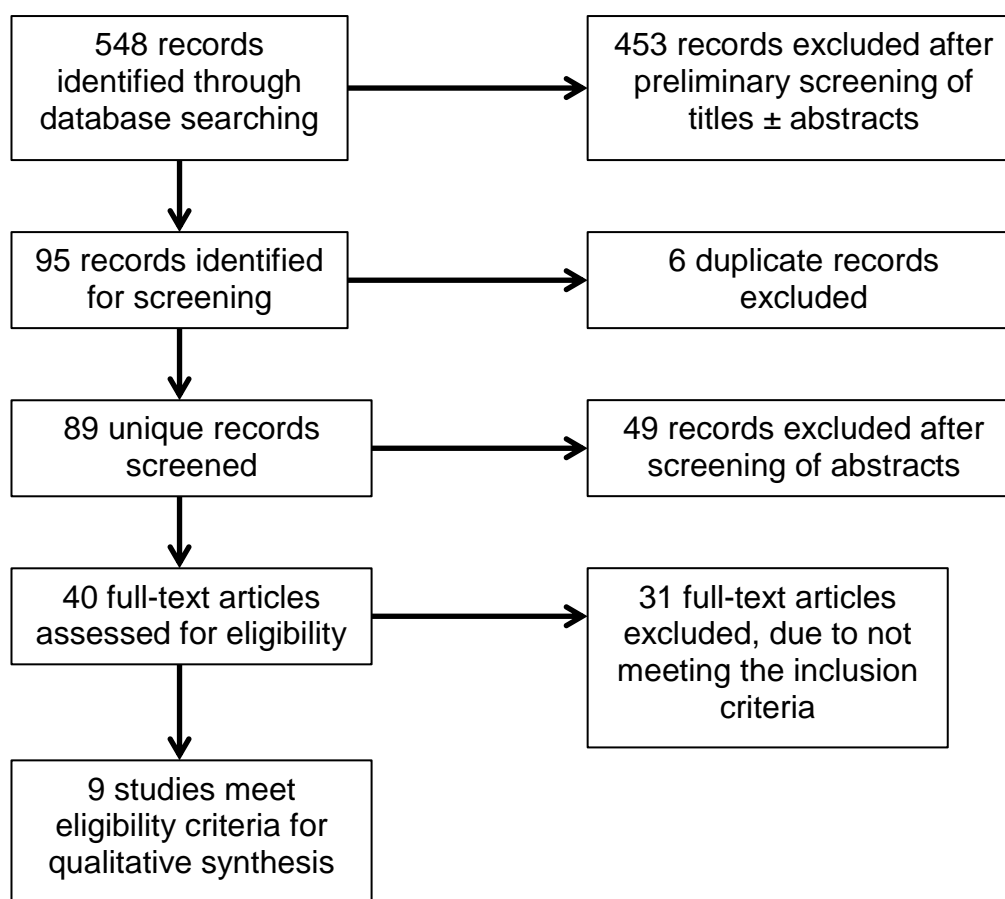 548 records
identified through
database searching
453 records excluded after
preliminary screening of
titles ± abstracts
95 records identified
for screening
6 duplicate records
excluded
89 unique records
screened
49 records excluded after
screening of abstracts
40 full-text articles
assessed for eligibility
31 full-text articles
excluded, due to not
meeting the inclusion
criteria
9 studies meet
eligibility criteria for
qualitative synthesis